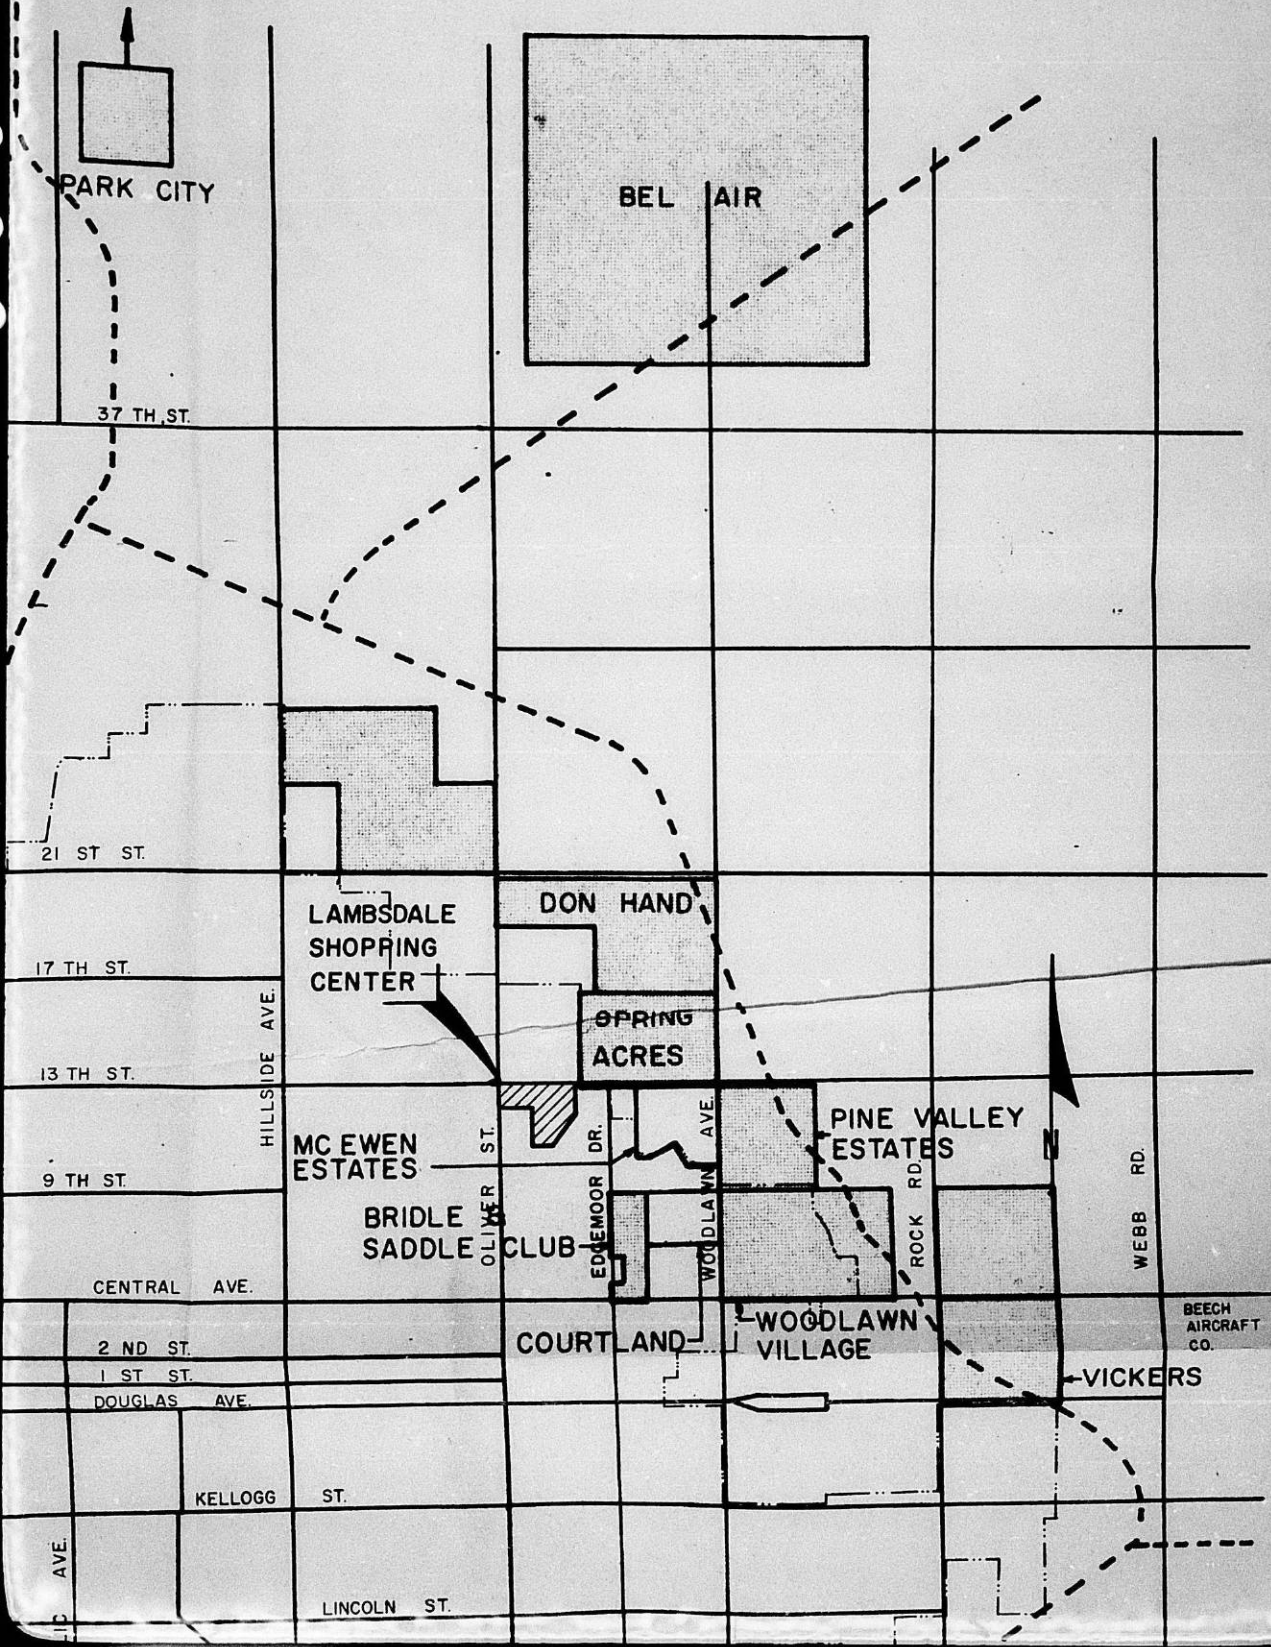 PARK CITY
BEL AIR
37 TH ST.
21 ST ST.
DON HAND
LAMBSDALE
SHOPPING
CENTER
17 TH ST.
HILLSIDE AVE.
SPRING
ACRES
13 TH ST.
PINE VALLEY
ESTATES
MC EWEN
ESTATES
OLIVER ST.
EDGEMOOR DR.
WOODLAWN AVE.
ROCK RD.
N
WEBB RD.
9 TH ST.
BRIDLE &
SADDLE CLUB
CENTRAL AVE.
COURTLAND
WOODLAWN
VILLAGE
BEECH
AIRCRAFT
CO.
2 ND ST.
1 ST ST.
VICKERS
DOUGLAS AVE.
KELLOGG ST.
AVE.
LINCOLN ST.